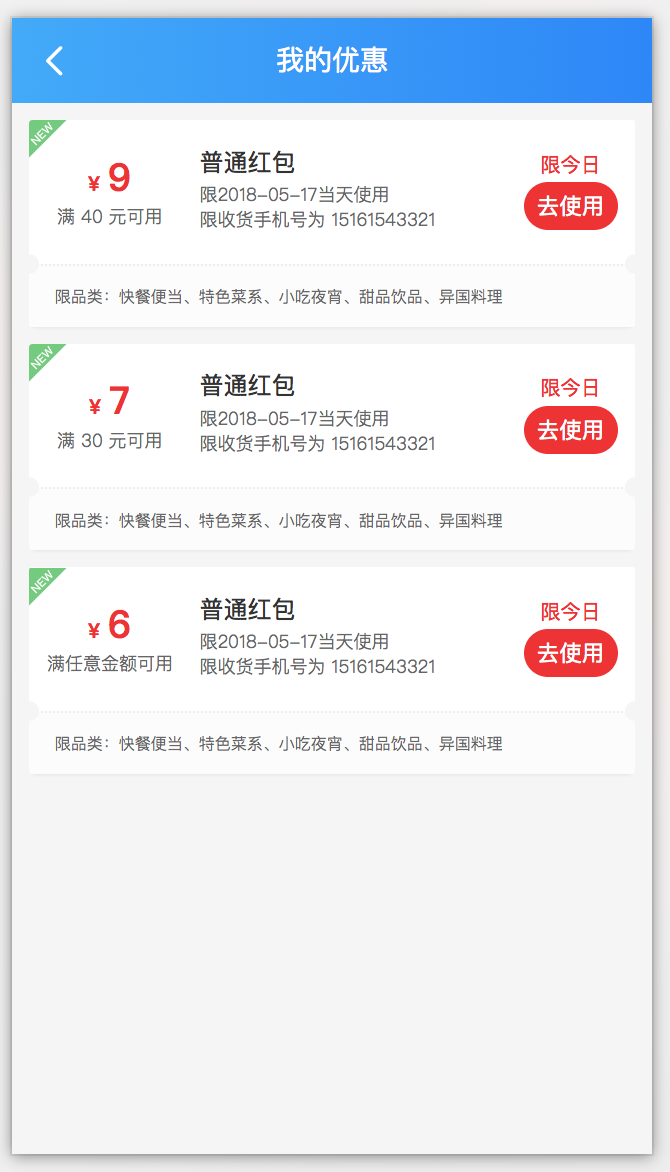 我的优惠
NEW
¥ 9
满 40 元可用
普通红包
限2018-05-17当天使用
限收货手机号为 15161543321
限今日
去使用
限品类：快餐便当、特色菜系、小吃夜宵、甜品饮品、异国料理
NEW
¥ 7
满 30 元可用
普通红包
限2018-05-17当天使用
限收货手机号为 15161543321
限今日
去使用
限品类：快餐便当、特色菜系、小吃夜宵、甜品饮品、异国料理
NEW
¥ 6
满任意金额可用
普通红包
限2018-05-17当天使用
限收货手机号为 15161543321
限今日
去使用
限品类：快餐便当、特色菜系、小吃夜宵、甜品饮品、异国料理